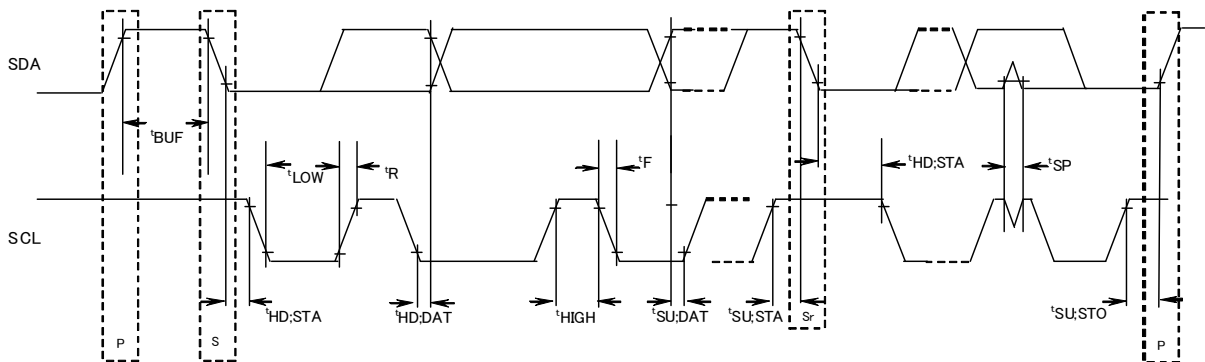 SDA
tBUF
tLOW
tR
tF
tHD;STA
tSP
SCL
tHD;STA
tHD;DAT
tHIGH
tSU;DAT
tSU;STA
Sr
tSU;STO
P
S
P